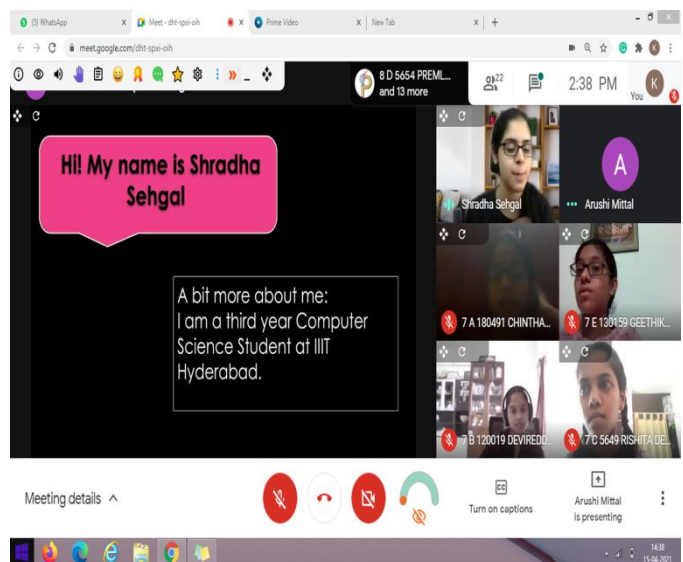 (3) WhatsApp
Meet - dht-spxi-oih
Prime Video
New Tab
meet.google.com/dht-spxi-oih
8 D 5654 PREML...
and 13 more
22
2:38 PM
You
K
Hi! My name is Shradha
Sehgal
A bit more about me:
I am a third year Computer
Science Student at IIIT
Hyderabad.
Shradha Sehgal
A
Arushi Mittal
7 A 180491 CHINTHA...
7 E 130159 GEETHIK...
7 B 120019 DEVIREDD...
7 C 5649 RISHITA DE...
Meeting details
CC
Turn on captions
Arushi Mittal
is presenting
14:38
15-04-2021